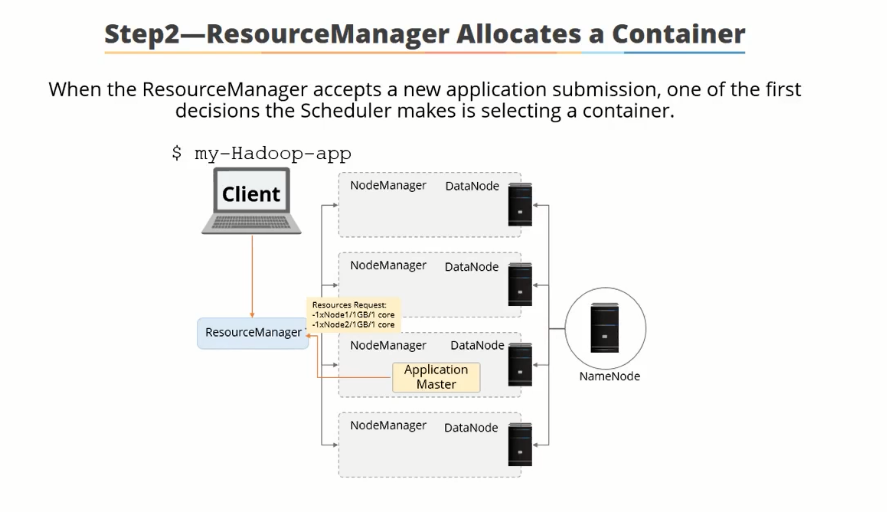 Step2—ResourceManager Allocates a Container
When the ResourceManager accepts a new application submission, one of the first
decisions the Scheduler makes is selecting a container.
$ my-Hadoop-app
Client
NodeManager DataNode
NodeManager DataNode
Resources Request:
-1xNode1/1GB/1 core
-1xNode2/1GB/1 core
ResourceManager
NodeManager DataNode
Application
Master
NameNode
NodeManager DataNode